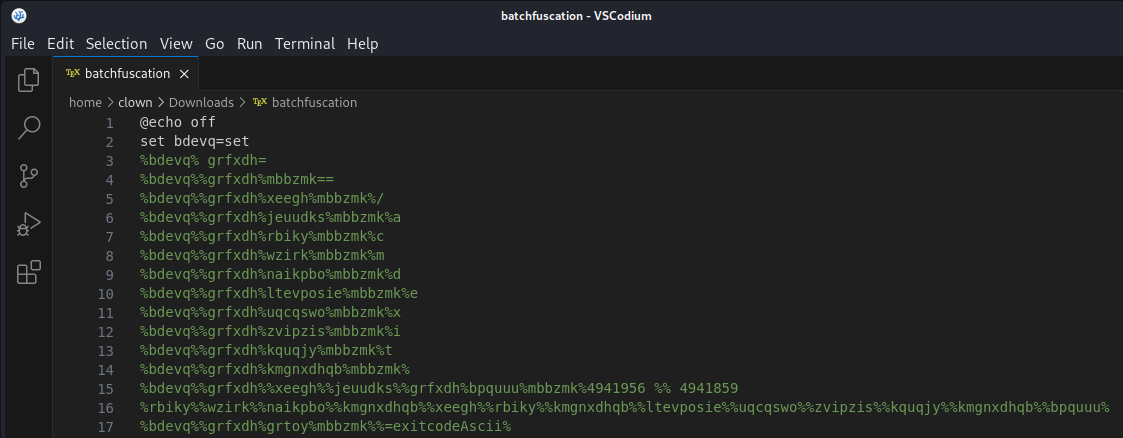 batchfuscation - VSCodium
File Edit Selection View Go Run Terminal Help
TEX batchfuscation ×
home > clown > Downloads > TEX batchfuscation
1 @echo off
2 set bdevq=set
3 %bdevq% grfxdh=
4 %bdevq%%grfxdh%mbbzmk==
5 %bdevq%%grfxdh%xeegh%mbbzmk%/
6 %bdevq%%grfxdh%jeuudks%mbbzmk%a
7 %bdevq%%grfxdh%rbiky%mbbzmk%c
8 %bdevq%%grfxdh%wzirk%mbbzmk%m
9 %bdevq%%grfxdh%naikpbo%mbbzmk%d
10 %bdevq%%grfxdh%ltevposie%mbbzmk%e
11 %bdevq%%grfxdh%uqcqswo%mbbzmk%x
12 %bdevq%%grfxdh%zvipzis%mbbzmk%i
13 %bdevq%%grfxdh%kquqjy%mbbzmk%t
14 %bdevq%%grfxdh%kmgnxdhqb%mbbzmk%
15 %bdevq%%grfxdh%%xeegh%%jeuudks%%grfxdh%bpquuu%mbbzmk%4941956 %% 4941859
16 %rbiky%%wzirk%%naikpbo%%kmgnxdhqb%%xeegh%%rbiky%%kmgnxdhqb%%ltevposie%%uqcqswo%%zvipzis%%kquqjy%%kmgnxdhqb%%bpquuu%
17 %bdevq%%grfxdh%grtoy%mbbzmk%%=exitcodeAscii%